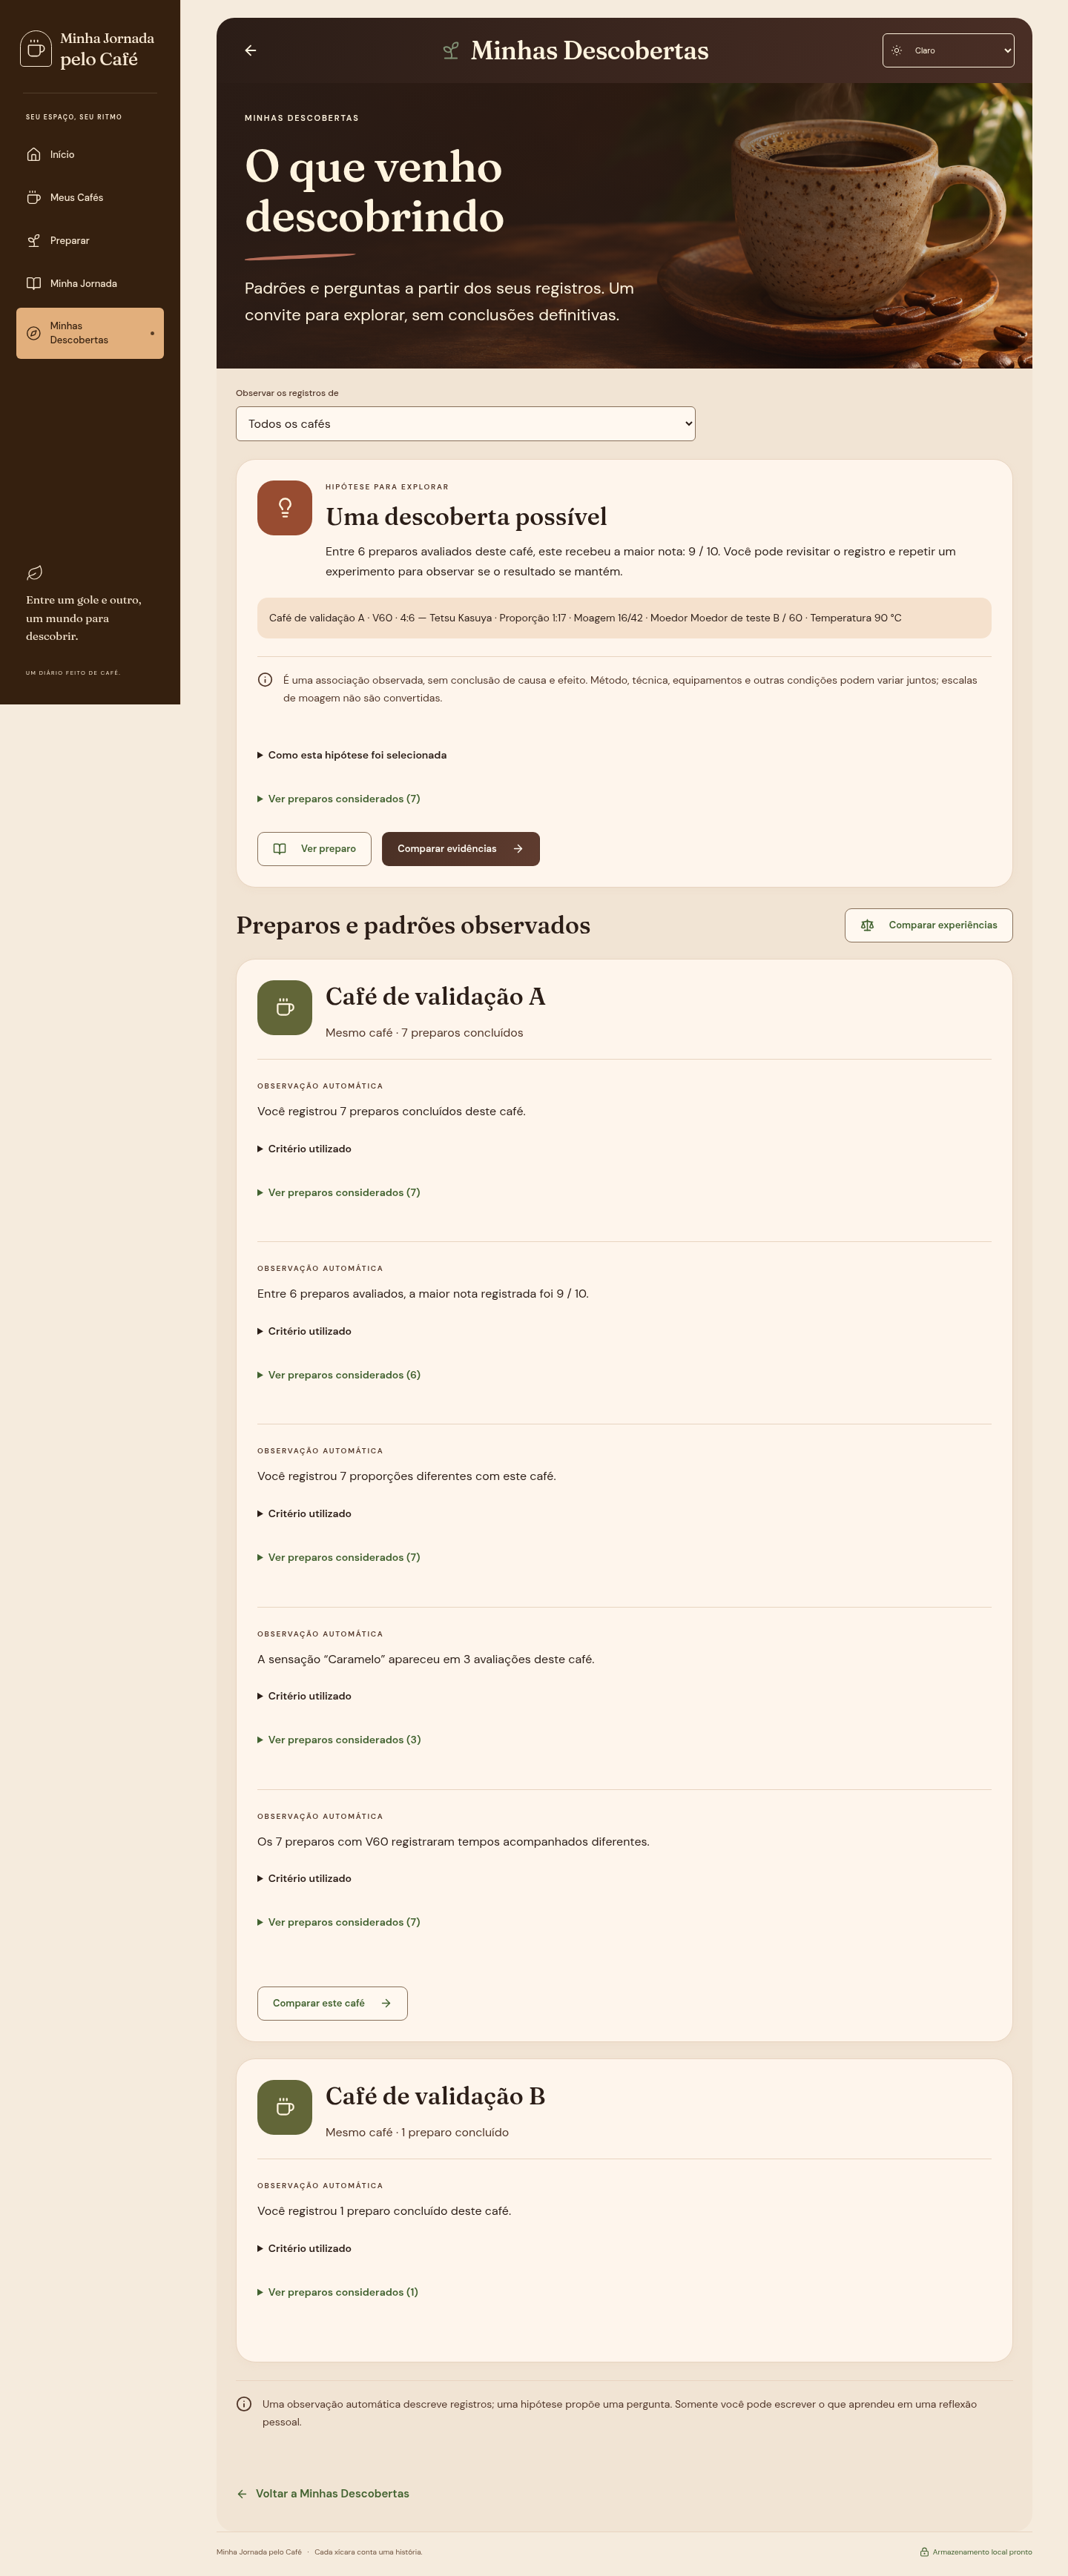 Minha Jornada
pelo Café
SEU ESPAÇO, SEU RITMO
Início
Meus Cafés
Preparar
Minha Jornada
Minhas
Descobertas
Entre um gole e outro,
um mundo para
descobrir.
UM DIÁRIO FEITO DE CAFÉ.
Minhas Descobertas
Claro
MINHAS DESCOBERTAS
O que venho
descobrindo
Padrões e perguntas a partir dos seus registros. Um
convite para explorar, sem conclusões definitivas.
Observar os registros de
Todos os cafés
HIPÓTESE PARA EXPLORAR
Uma descoberta possível
Entre 6 preparos avaliados deste café, este recebeu a maior nota: 9 / 10. Você pode revisitar o registro e repetir um
experimento para observar se o resultado se mantém.
Café de validação A · V60 · 4:6 — Tetsu Kasuya · Proporção 1:17 · Moagem 16/42 · Moedor Moedor de teste B / 60 · Temperatura 90 °C
É uma associação observada, sem conclusão de causa e efeito. Método, técnica, equipamentos e outras condições podem variar juntos; escalas
de moagem não são convertidas.
Como esta hipótese foi selecionada
Ver preparos considerados (7)
Ver preparo
Comparar evidências
Preparos e padrões observados
Comparar experiências
Café de validação A
Mesmo café · 7 preparos concluídos
OBSERVAÇÃO AUTOMÁTICA
Você registrou 7 preparos concluídos deste café.
Critério utilizado
Ver preparos considerados (7)
OBSERVAÇÃO AUTOMÁTICA
Entre 6 preparos avaliados, a maior nota registrada foi 9 / 10.
Critério utilizado
Ver preparos considerados (6)
OBSERVAÇÃO AUTOMÁTICA
Você registrou 7 proporções diferentes com este café.
Critério utilizado
Ver preparos considerados (7)
OBSERVAÇÃO AUTOMÁTICA
A sensação “Caramelo” apareceu em 3 avaliações deste café.
Critério utilizado
Ver preparos considerados (3)
OBSERVAÇÃO AUTOMÁTICA
Os 7 preparos com V60 registraram tempos acompanhados diferentes.
Critério utilizado
Ver preparos considerados (7)
Comparar este café
Café de validação B
Mesmo café · 1 preparo concluído
OBSERVAÇÃO AUTOMÁTICA
Você registrou 1 preparo concluído deste café.
Critério utilizado
Ver preparos considerados (1)
Uma observação automática descreve registros; uma hipótese propõe uma pergunta. Somente você pode escrever o que aprendeu em uma reflexão
pessoal.
Voltar a Minhas Descobertas
Minha Jornada pelo Café · Cada xícara conta uma história.
Armazenamento local pronto